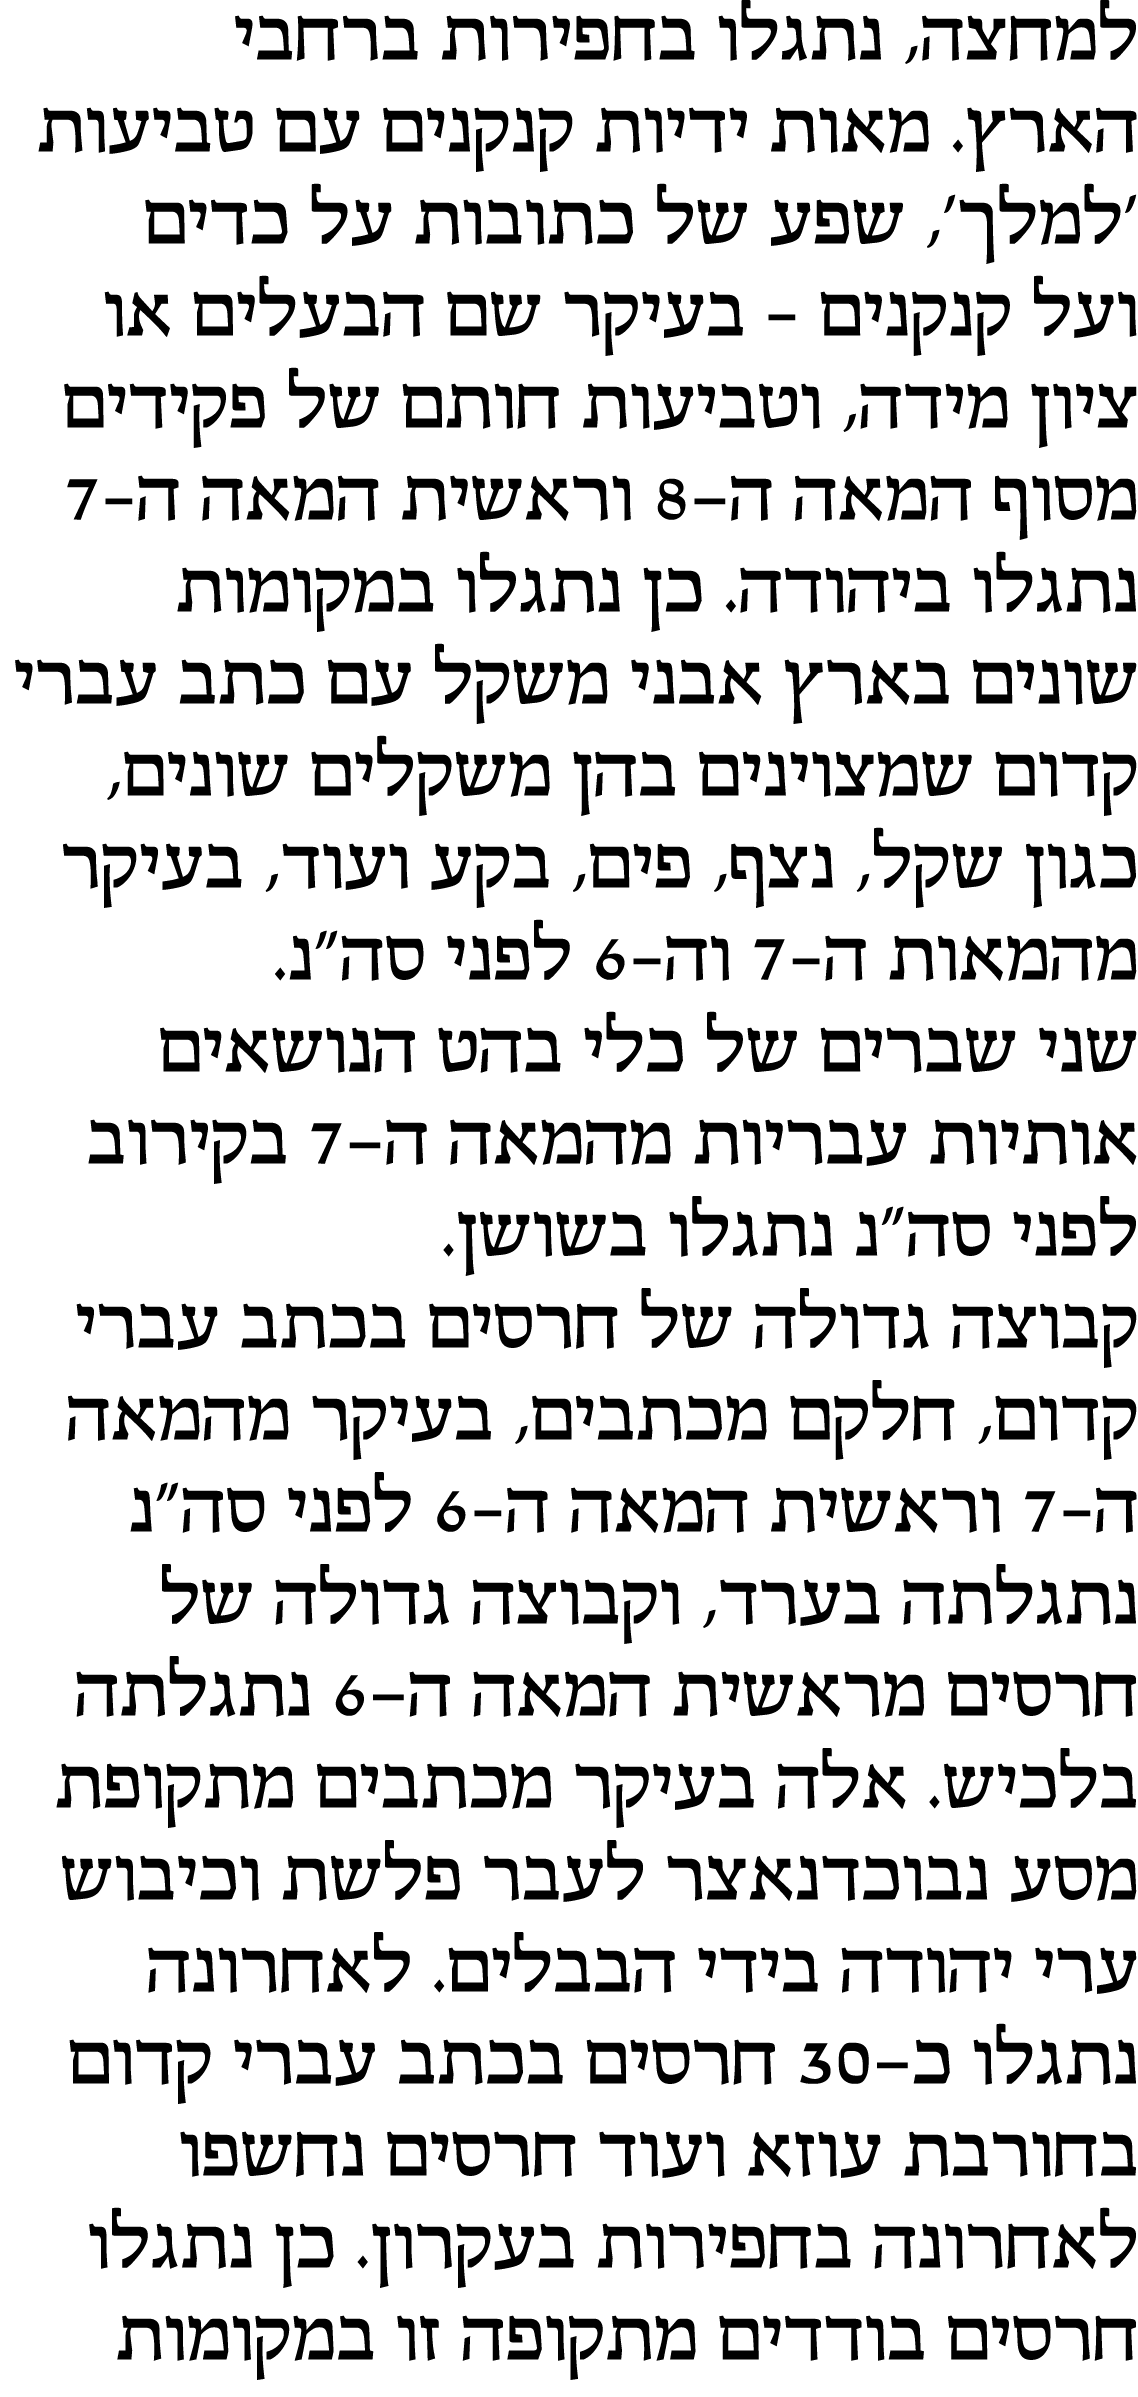 למחצה, נתגלו בחפירות ברחבי
הארץ. מאות ידיות קנקנים עם טביעות
'למלך', שפע של כתובות על כדים
ועל קנקנים – בעיקר שם הבעלים או
ציון מידה, וטביעות חותם של פקידים
מסוף המאה ה–8 וראשית המאה ה–7
נתגלו ביהודה. כן נתגלו במקומות
שונים בארץ אבני משקל עם כתב עברי
קדום שמצוינים בהן משקלים שונים,
כגון שקל, נצף, פים, בקע ועוד, בעיקר
מהמאות ה–7 וה–6 לפני סה"נ.
שני שברים של כלי בהט הנושאים
אותיות עבריות מהמאה ה–7 בקירוב
לפני סה"נ נתגלו בשושן.
קבוצה גדולה של חרסים בכתב עברי
קדום, חלקם מכתבים, בעיקר מהמאה
ה–7 וראשית המאה ה–6 לפני סה"נ
נתגלתה בערד, וקבוצה גדולה של
חרסים מראשית המאה ה–6 נתגלתה
בלכיש. אלה בעיקר מכתבים מתקופת
מסע נבוכדנאצר לעבר פלשת וכיבוש
ערי יהודה בידי הבבלים. לאחרונה
נתגלו כ–30 חרסים בכתב עברי קדום
בחורבת עוזא ועוד חרסים נחשפו
לאחרונה בחפירות בעקרון. כן נתגלו
חרסים בודדים מתקופה זו במקומות